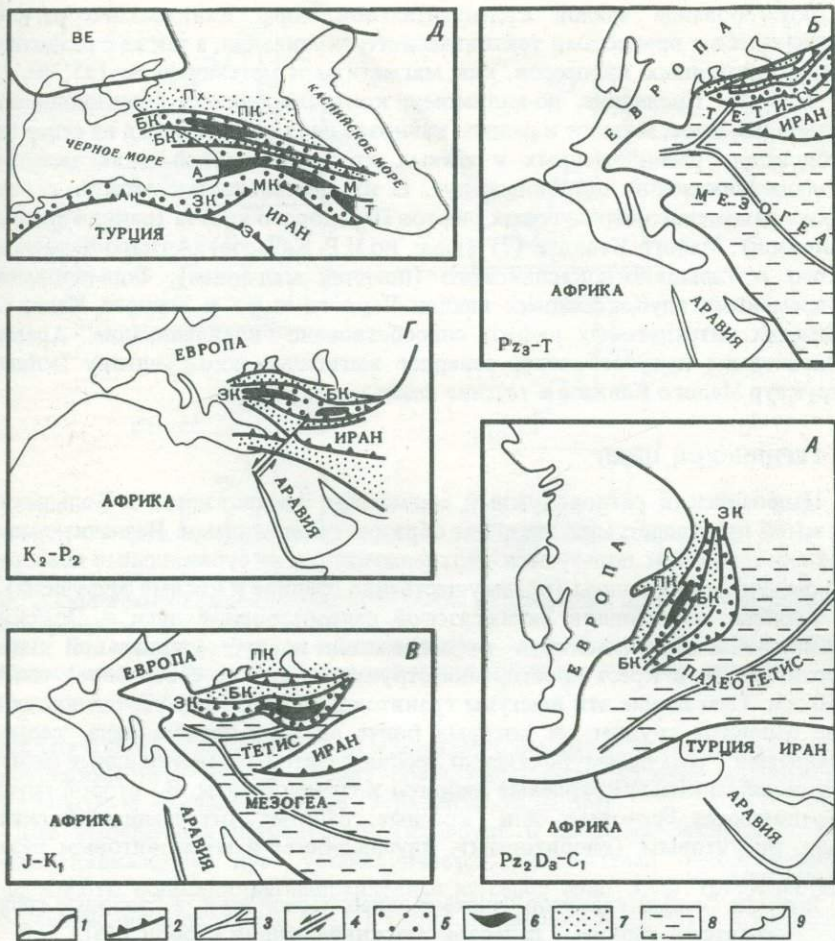 Д
ВЕ
Пх
ПК
БК
БК
ЧЕРНОЕ МОРЕ
КАСПИЙСКОЕ МОРЕ
А
МК
М
Т
ЗК
Ан
ИРАН
ТУРЦИЯ
Б
ЕВРОПА
ТЕТИС
ИРАН
МЕЗОГЕА
АФРИКА
АРАВИЯ
Pz₃-T
Г
ЕВРОПА
ЗК
БК
ИРАН
АФРИКА
АРАВИЯ
K₂-P₂
А
ЗК
ЕВРОПА
ПК
БК
БК
ПАЛЕОТЕТИС
ТУРЦИЯ
ИРАН
АРАВИЯ
АФРИКА
Pz₂D₃-C₁
В
ПК
ЕВРОПА
БК
ЗК
ТЕТИС
ИРАН
МЕЗОГЕА
АФРИКА
АРАВИЯ
J-K₁
1 2 3 4 5 6 7 8 9